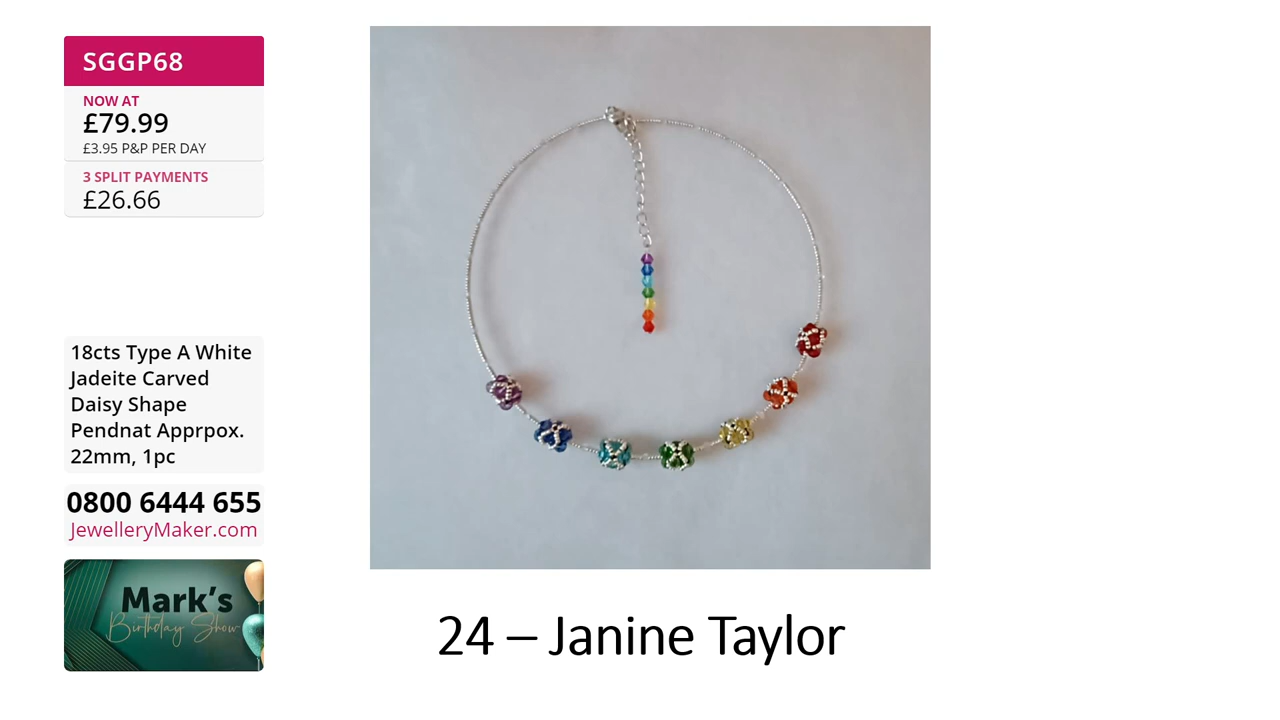 SGGP68
NOW AT
£79.99
£3.95 P&P PER DAY
3 SPLIT PAYMENTS
£26.66
18cts Type A White
Jadeite Carved
Daisy Shape
Pendnat Apprpox.
22mm, 1pc
0800 6444 655
JewelleryMaker.com
Mark's
Birthday Show
24 – Janine Taylor